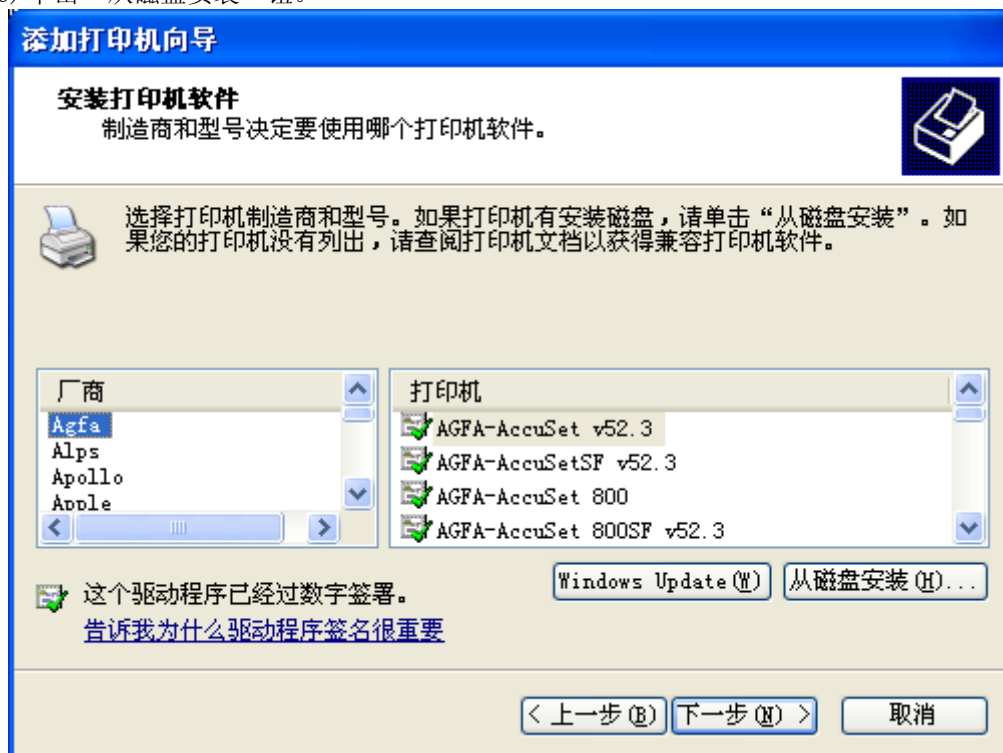 添加打印机向导
安装打印机软件
制造商和型号决定要使用哪个打印机软件。
选择打印机制造商和型号。如果打印机有安装磁盘，请单击“从磁盘安装”。如
果您的打印机没有列出，请查阅打印机文档以获得兼容打印机软件。
厂商
Agfa
Alps
Apollo
Apple
打印机
AGFA-AccuSet v52.3
AGFA-AccuSetSF v52.3
AGFA-AccuSet 800
AGFA-AccuSet 800SF v52.3
这个驱动程序已经过数字签署。
告诉我为什么驱动程序签名很重要
Windows Update(W)
从磁盘安装(H)...
< 上一步(B)
下一步(N) >
取消